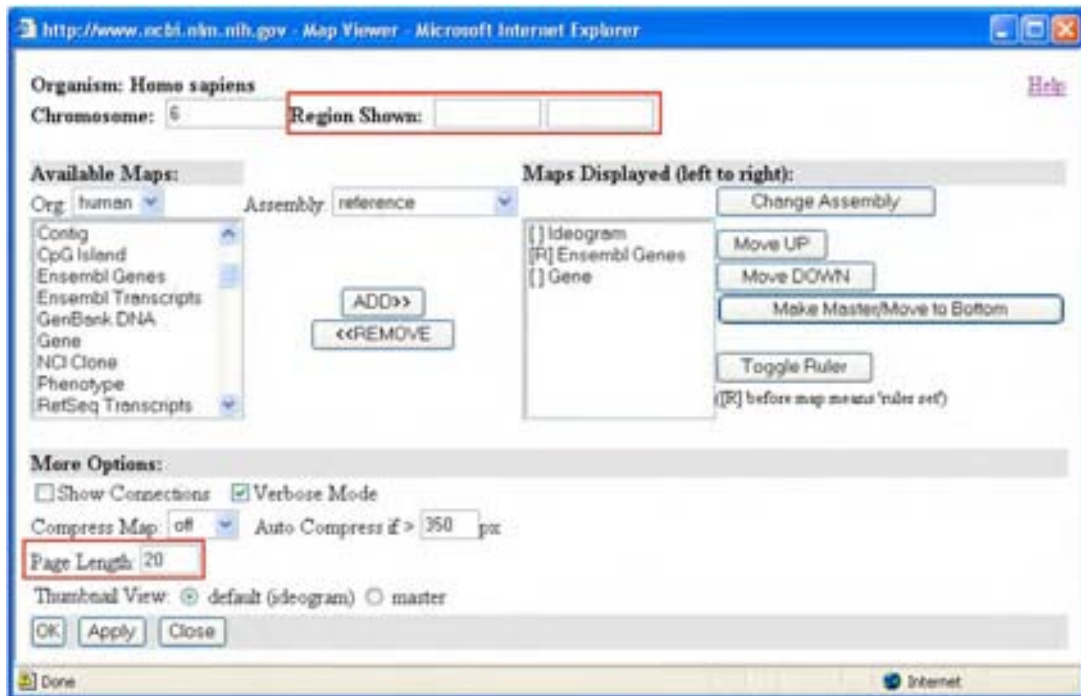 http://www.ncbi.nlm.nih.gov - Map Viewer - Microsoft Internet Explorer
Organism: Homo sapiens
Help
Chromosome: 6
Region Shown:
Available Maps:
Maps Displayed (left to right):
Org: human
Assembly: reference
Change Assembly
Contig
CpG Island
Ensembl Genes
Ensembl Transcripts
GenBank DNA
Gene
NCI Clone
Phenotype
RefSeq Transcripts
ADD>>
<<REMOVE
[ ] Ideogram
[R] Ensembl Genes
[ ] Gene
Move UP
Move DOWN
Make Master/Move to Bottom
Toggle Ruler
([R] before map means 'ruler set')
More Options:
Show Connections Verbose Mode
Compress Map: off Auto Compress if > 350 px
Page Length: 20
Thumbnail View: default (ideogram) master
OK Apply Close
Done
Internet